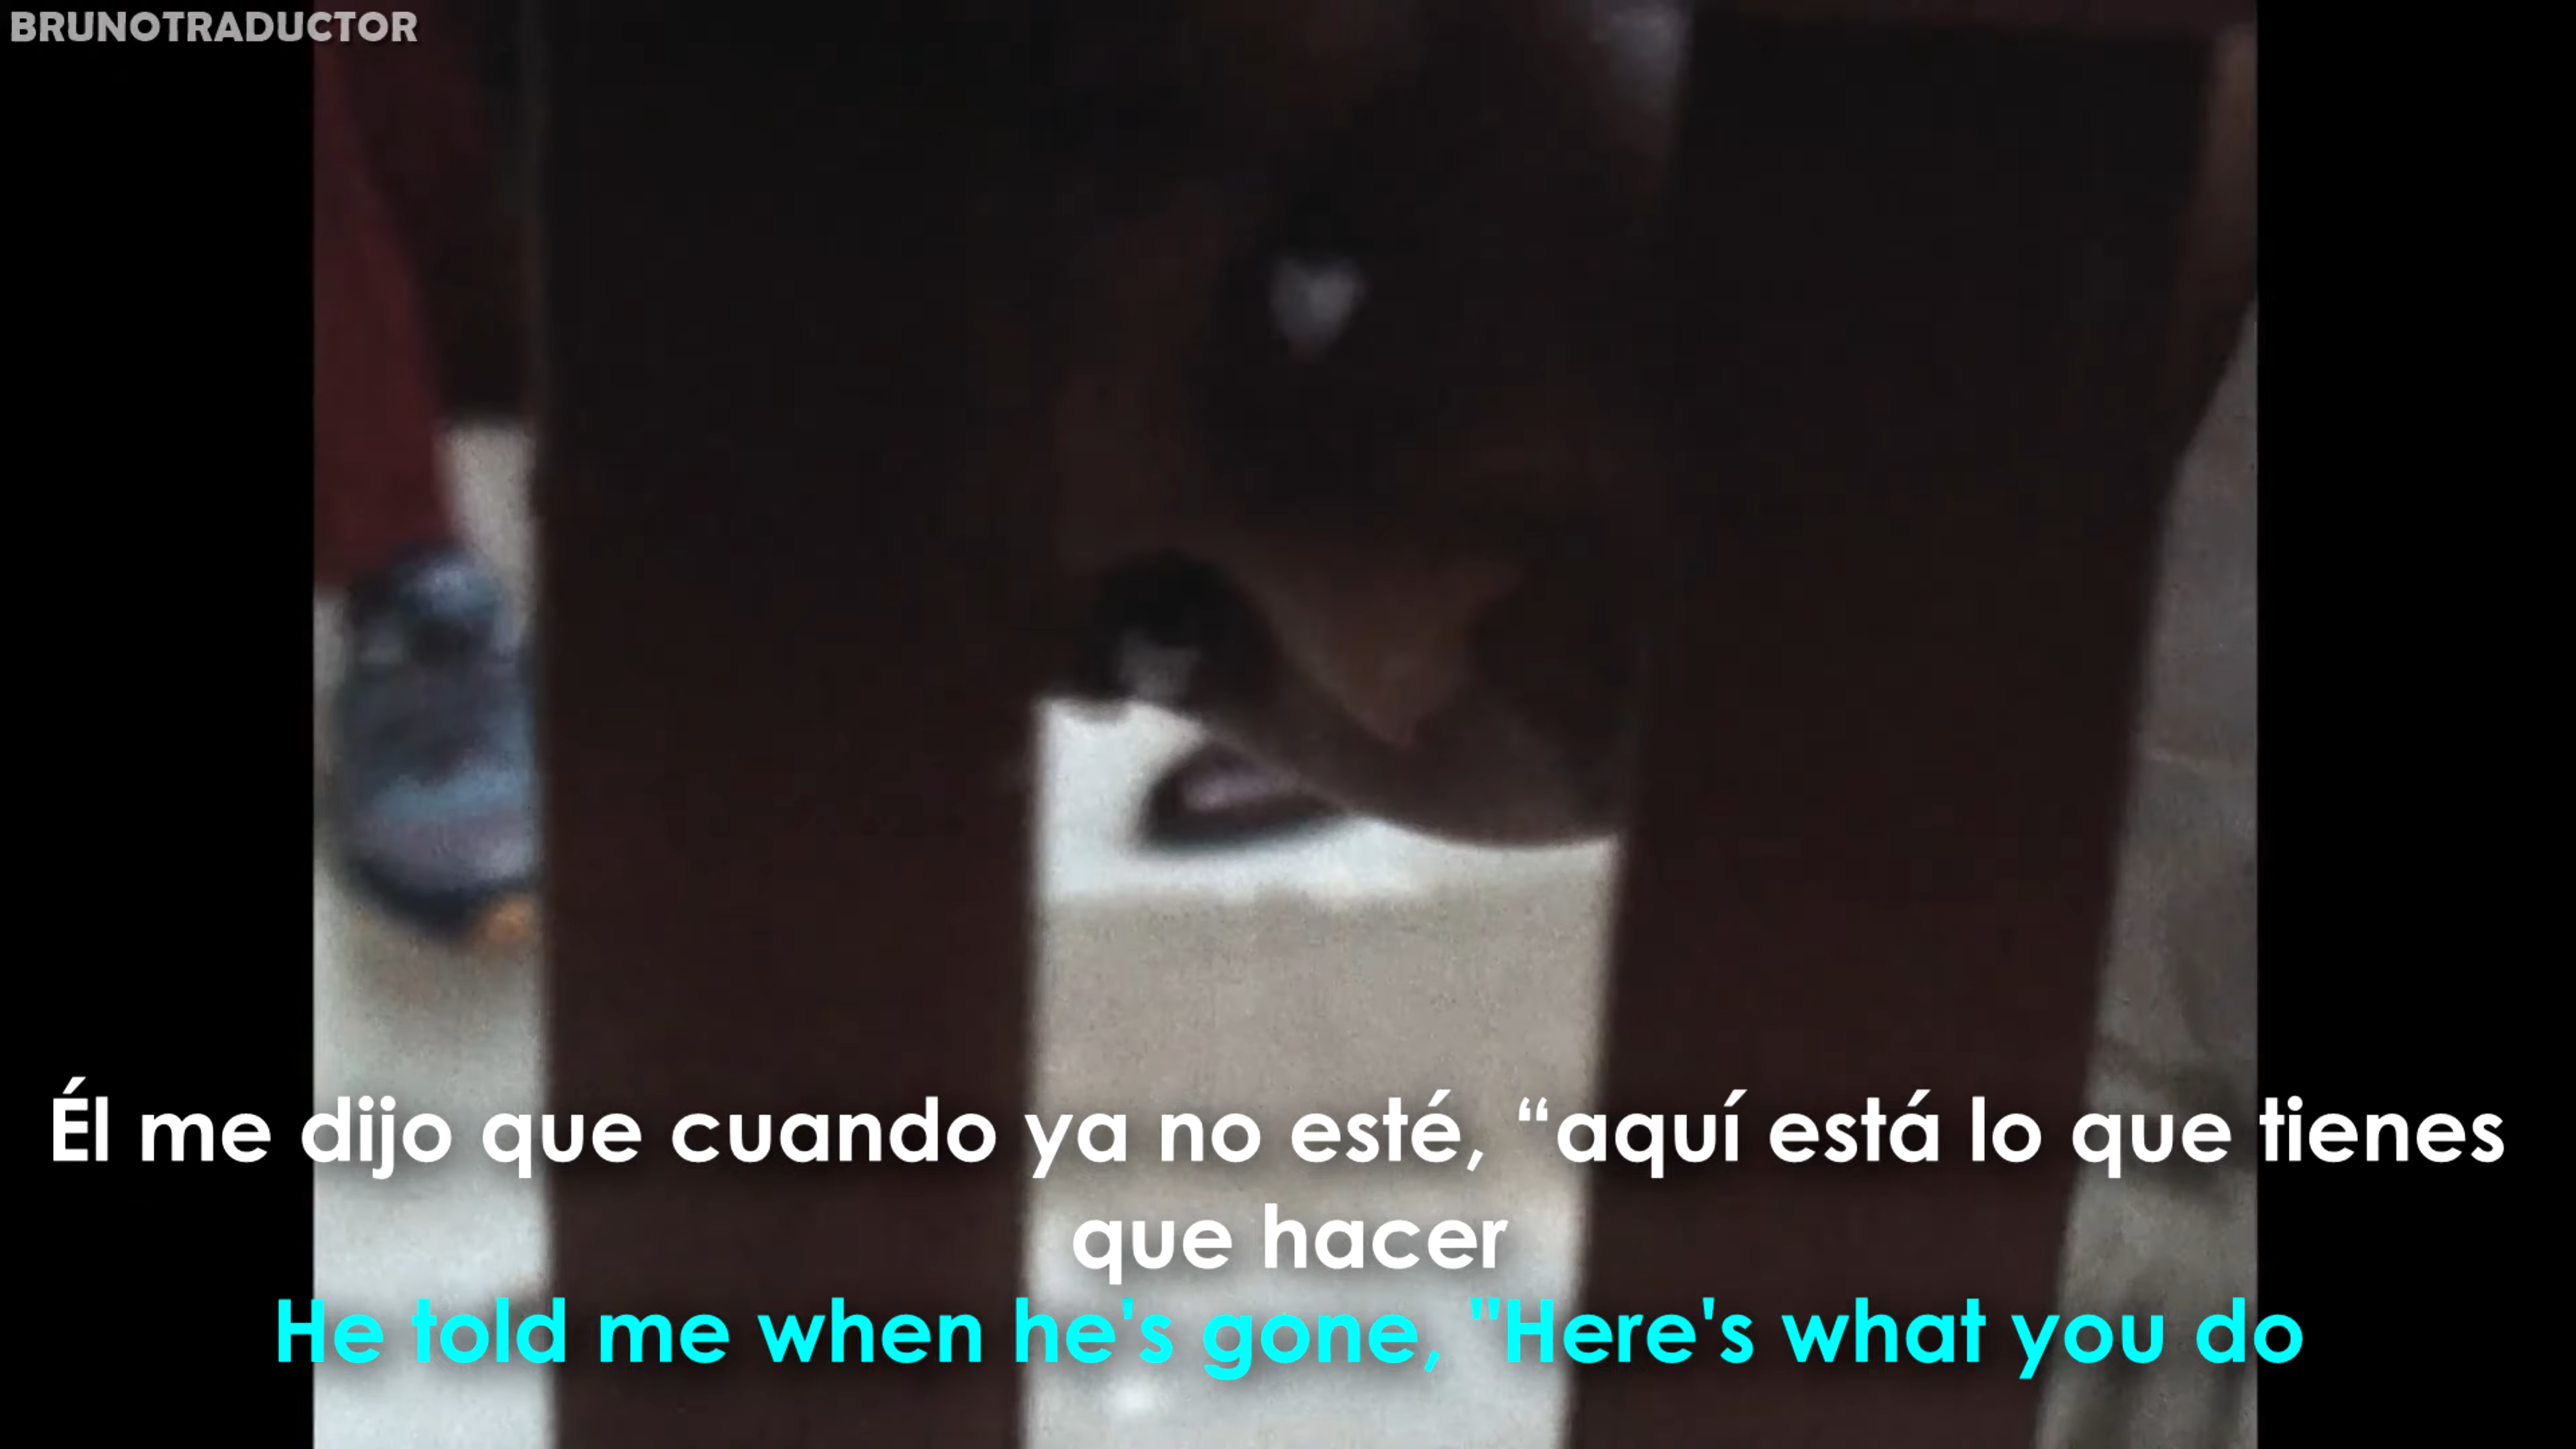 BRUNOTRADUCTOR
Él me dijo que cuando ya no esté, “aquí está lo que tienes
que hacer
He told me when he's gone, "Here's what you do